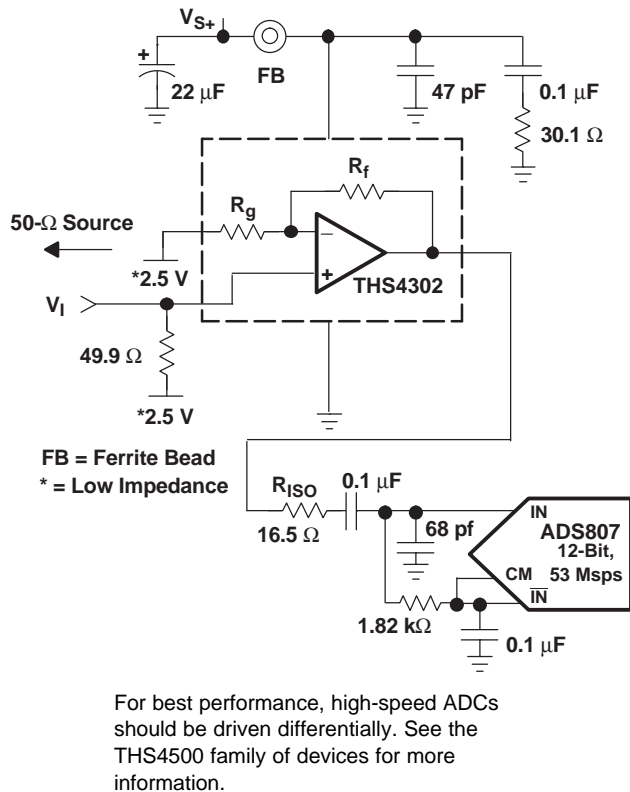 VS+
+
22 μF
FB
47 pF
0.1 μF
30.1 Ω
Rf
Rg
50-Ω Source
*2.5 V
−
+
THS4302
VI
49.9 Ω
*2.5 V
FB = Ferrite Bead
* = Low Impedance
RISO
16.5 Ω
0.1 μF
68 pf
1.82 kΩ
0.1 μF
IN
ADS807
12-Bit,
53 Msps
CM
IN
For best performance, high-speed ADCs
should be driven differentially. See the
THS4500 family of devices for more
information.